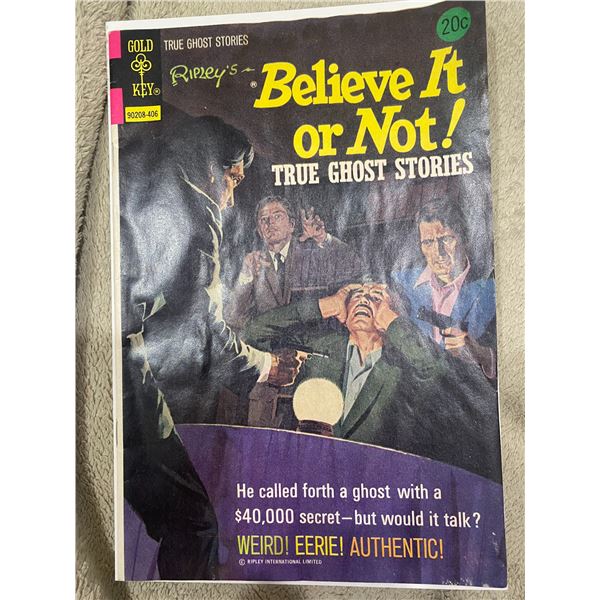 GOLD
KEY
90208-406
TRUE GHOST STORIES
20¢
RIPLEY'S
®
Believe It
or Not!
TRUE GHOST STORIES
He called forth a ghost with a
$40,000 secret—but would it talk?
WEIRD! EERIE! AUTHENTIC!
© RIPLEY INTERNATIONAL LIMITED